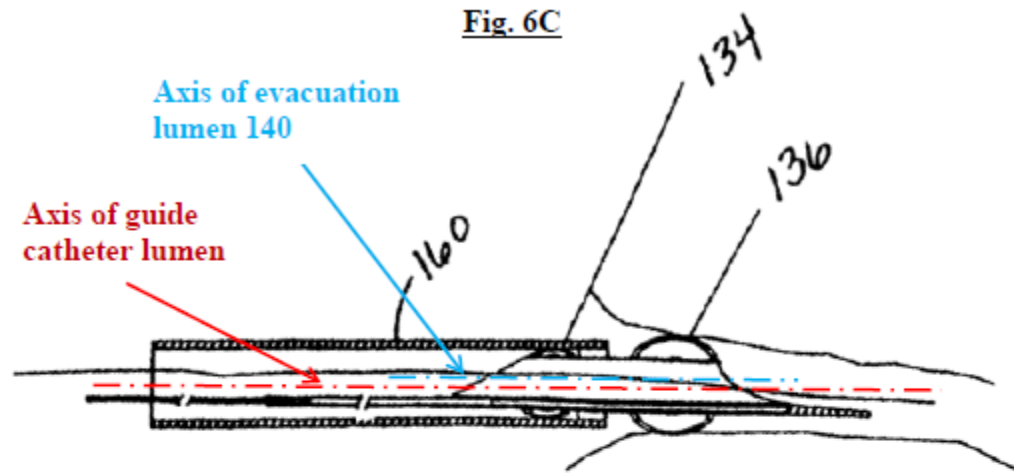 Fig. 6C
134
Axis of evacuation
lumen 140
136
Axis of guide
catheter lumen
160